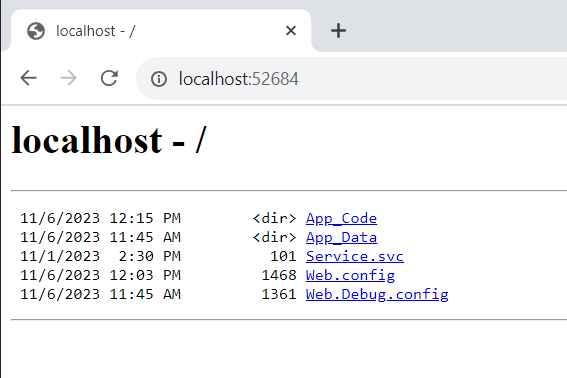 localhost - /
localhost:52684
localhost - /
11/6/2023 12:15 PM <dir> App_Code
11/6/2023 11:45 AM <dir> App_Data
11/1/2023 2:30 PM 101 Service.svc
11/6/2023 12:03 PM 1468 Web.config
11/6/2023 11:45 AM 1361 Web.Debug.config